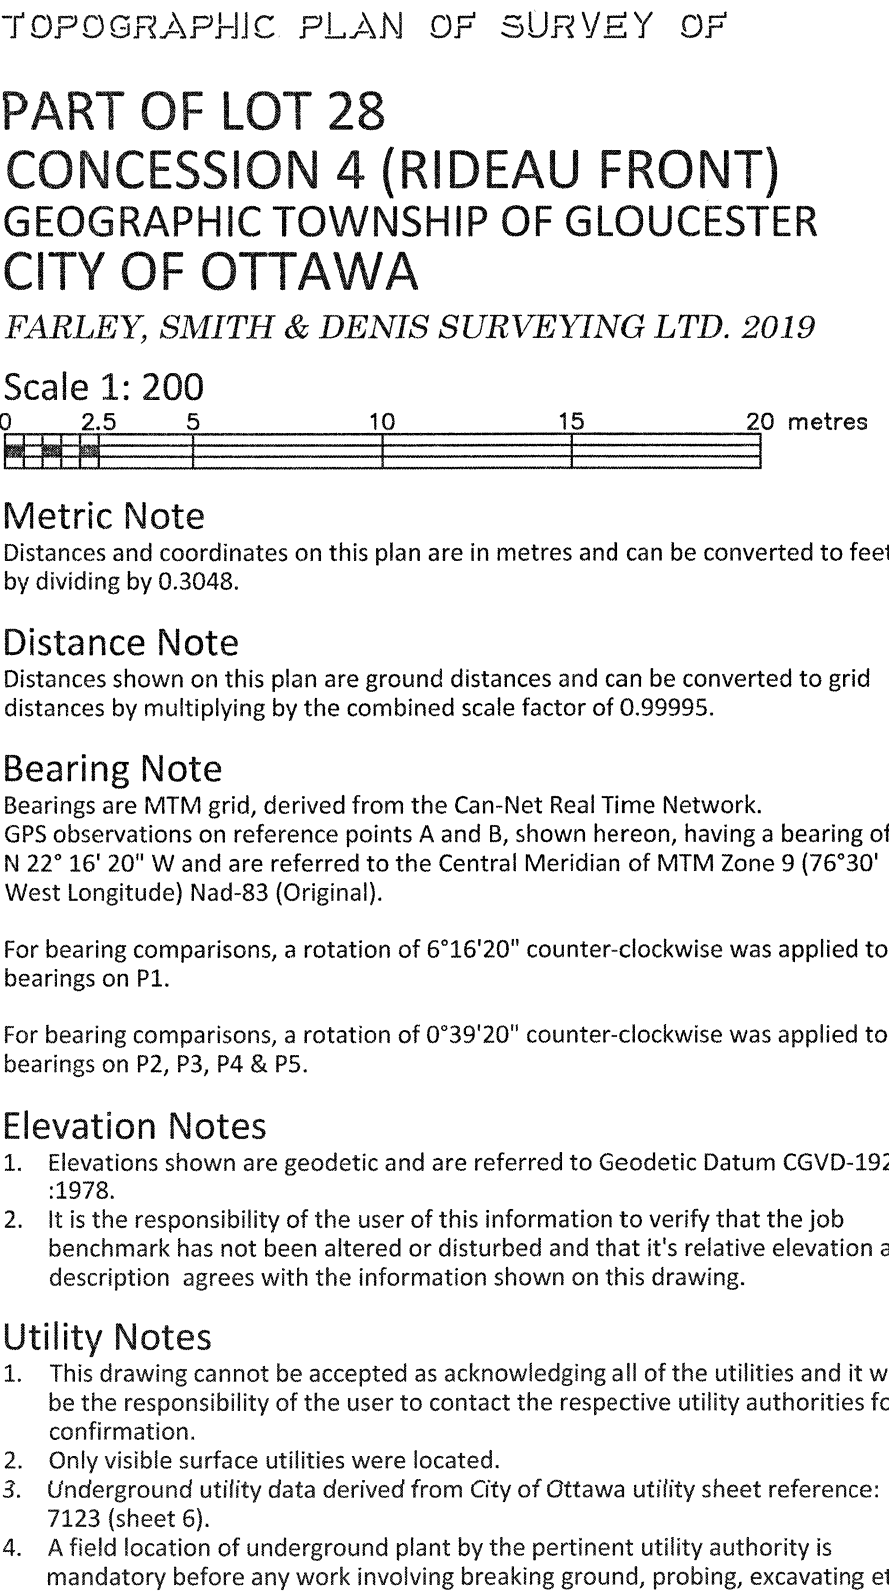 TOPOGRAPHIC PLAN OF SURVEY OF
PART OF LOT 28
CONCESSION 4 (RIDEAU FRONT)
GEOGRAPHIC TOWNSHIP OF GLOUCESTER
CITY OF OTTAWA
FARLEY, SMITH & DENIS SURVEYING LTD. 2019
Scale 1: 200
0 2.5 5 10 15 20 metres
Metric Note
Distances and coordinates on this plan are in metres and can be converted to feet
by dividing by 0.3048.
Distance Note
Distances shown on this plan are ground distances and can be converted to grid
distances by multiplying by the combined scale factor of 0.99995.
Bearing Note
Bearings are MTM grid, derived from the Can-Net Real Time Network.
GPS observations on reference points A and B, shown hereon, having a bearing of
N 22° 16' 20" W and are referred to the Central Meridian of MTM Zone 9 (76°30'
West Longitude) Nad-83 (Original).
For bearing comparisons, a rotation of 6°16'20" counter-clockwise was applied to
bearings on P1.
For bearing comparisons, a rotation of 0°39'20" counter-clockwise was applied to
bearings on P2, P3, P4 & P5.
Elevation Notes
1. Elevations shown are geodetic and are referred to Geodetic Datum CGVD-192
:1978.
2. It is the responsibility of the user of this information to verify that the job
benchmark has not been altered or disturbed and that it's relative elevation a
description agrees with the information shown on this drawing.
Utility Notes
1. This drawing cannot be accepted as acknowledging all of the utilities and it w
be the responsibility of the user to contact the respective utility authorities fo
confirmation.
2. Only visible surface utilities were located.
3. Underground utility data derived from City of Ottawa utility sheet reference:
7123 (sheet 6).
4. A field location of underground plant by the pertinent utility authority is
mandatory before any work involving breaking ground, probing, excavating et